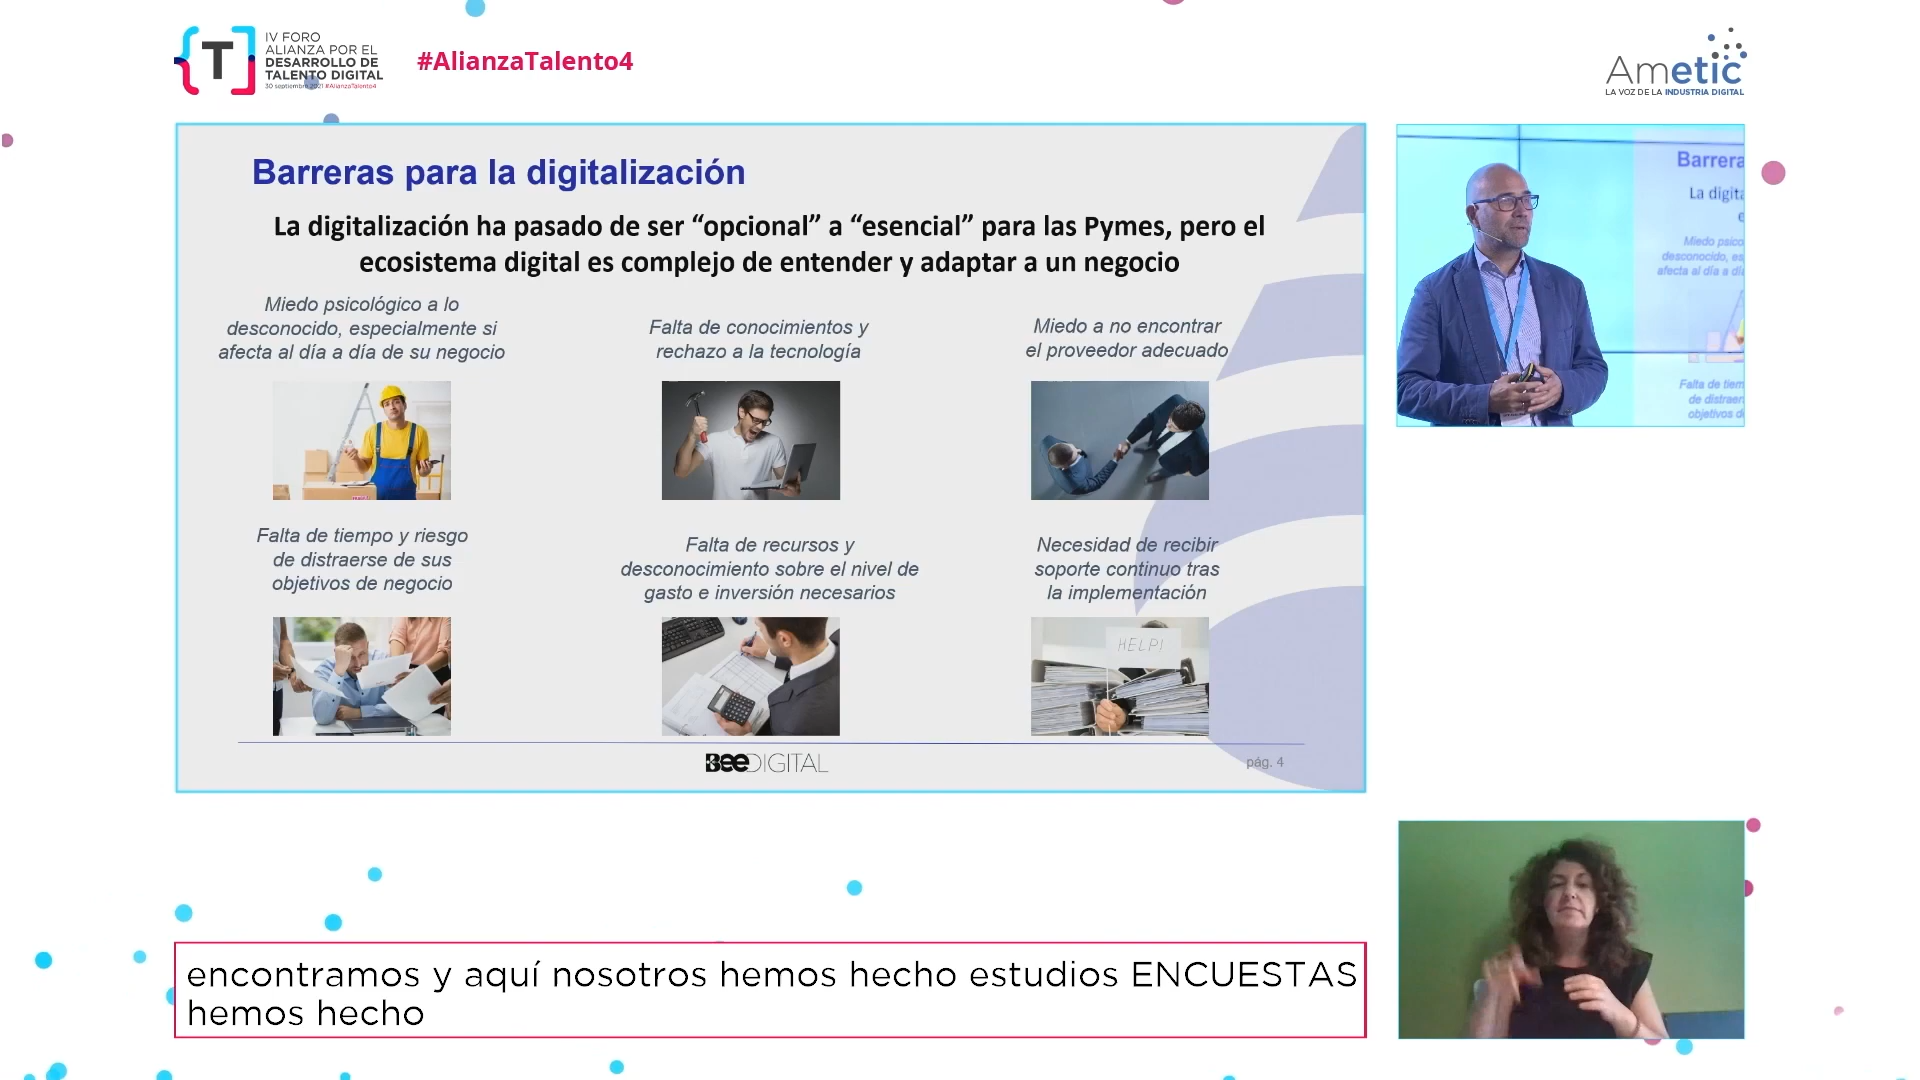 IV FORO
ALIANZA POR EL
DESARROLLO DE
TALENTO DIGITAL
30 septiembre 2021 #AlianzaTalento4
{T]
#AlianzaTalento4
Ametic
LA VOZ DE LA INDUSTRIA DIGITAL
Barreras para la digitalización
La digitalización ha pasado de ser “opcional” a “esencial” para las Pymes, pero el
ecosistema digital es complejo de entender y adaptar a un negocio
Miedo psicológico a lo
desconocido, especialmente si
afecta al día a día de su negocio
Falta de conocimientos y
rechazo a la tecnología
Miedo a no encontrar
el proveedor adecuado
Falta de tiempo y riesgo
de distraerse de sus
objetivos de negocio
Falta de recursos y
desconocimiento sobre el nivel de
gasto e inversión necesarios
Necesidad de recibir
soporte continuo tras
la implementación
HELP!
BEEDIGITAL
pág. 4
Barrera
La digita
e
Miedo psico
desconocido, es
afecta al día a día
Falta de tiem
de distraer
objetivos d
encontramos y aquí nosotros hemos hecho estudios ENCUESTAS
hemos hecho